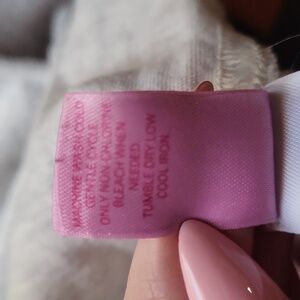 MACHINE WASH COLD
GENTLE CYCLE
ONLY NON CHLORINE
BLEACH WHEN
NEEDED
TUMBLE DRY LOW
COOL IRON